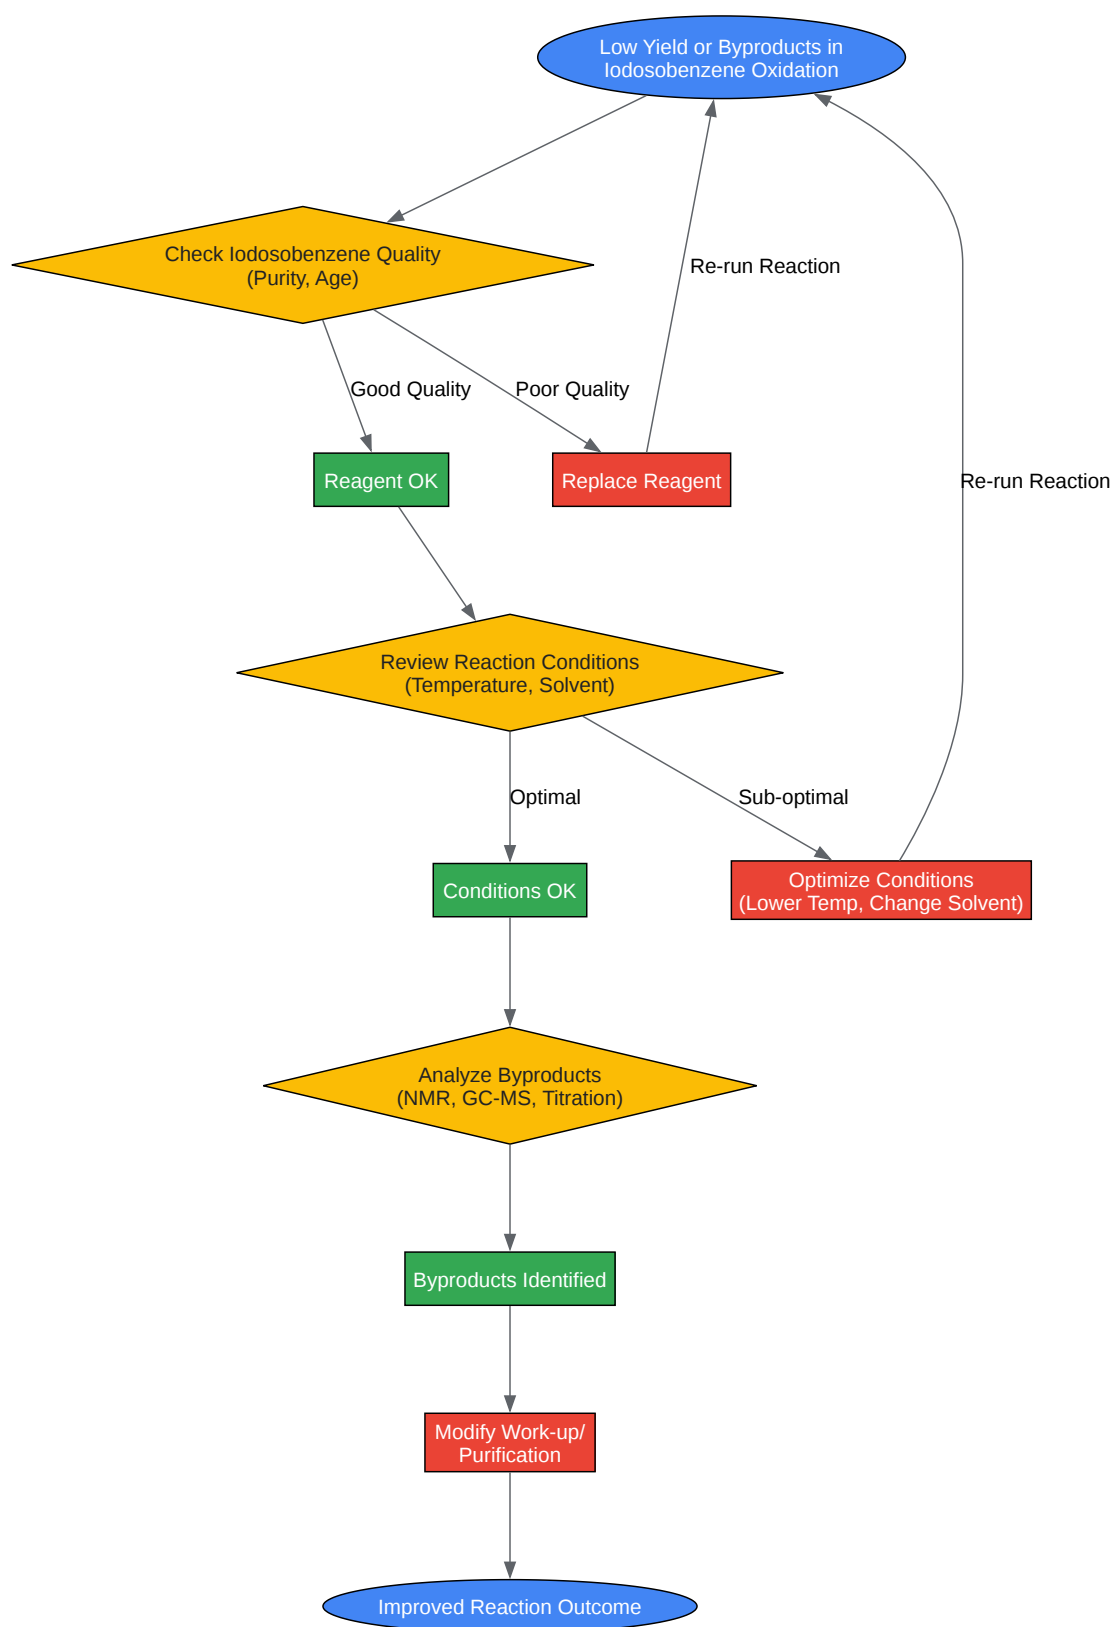 Low Yield or Byproducts in
Iodosobenzene Oxidation
Check Iodosobenzene Quality
(Purity, Age)
Re-run Reaction
Good Quality
Poor Quality
Reagent OK
Replace Reagent
Re-run Reaction
Review Reaction Conditions
(Temperature, Solvent)
Optimal
Sub-optimal
Conditions OK
Optimize Conditions
(Lower Temp, Change Solvent)
Analyze Byproducts
(NMR, GC-MS, Titration)
Byproducts Identified
Modify Work-up/
Purification
Improved Reaction Outcome